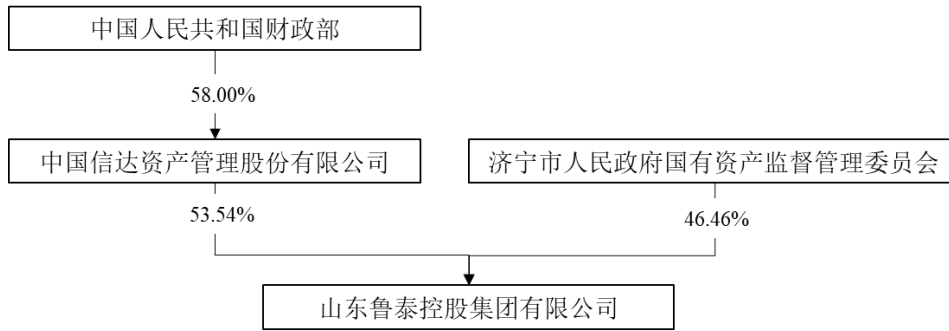 中国人民共和国财政部
58.00%
中国信达资产管理股份有限公司
济宁市人民政府国有资产监督管理委员会
53.54%
46.46%
山东鲁泰控股集团有限公司